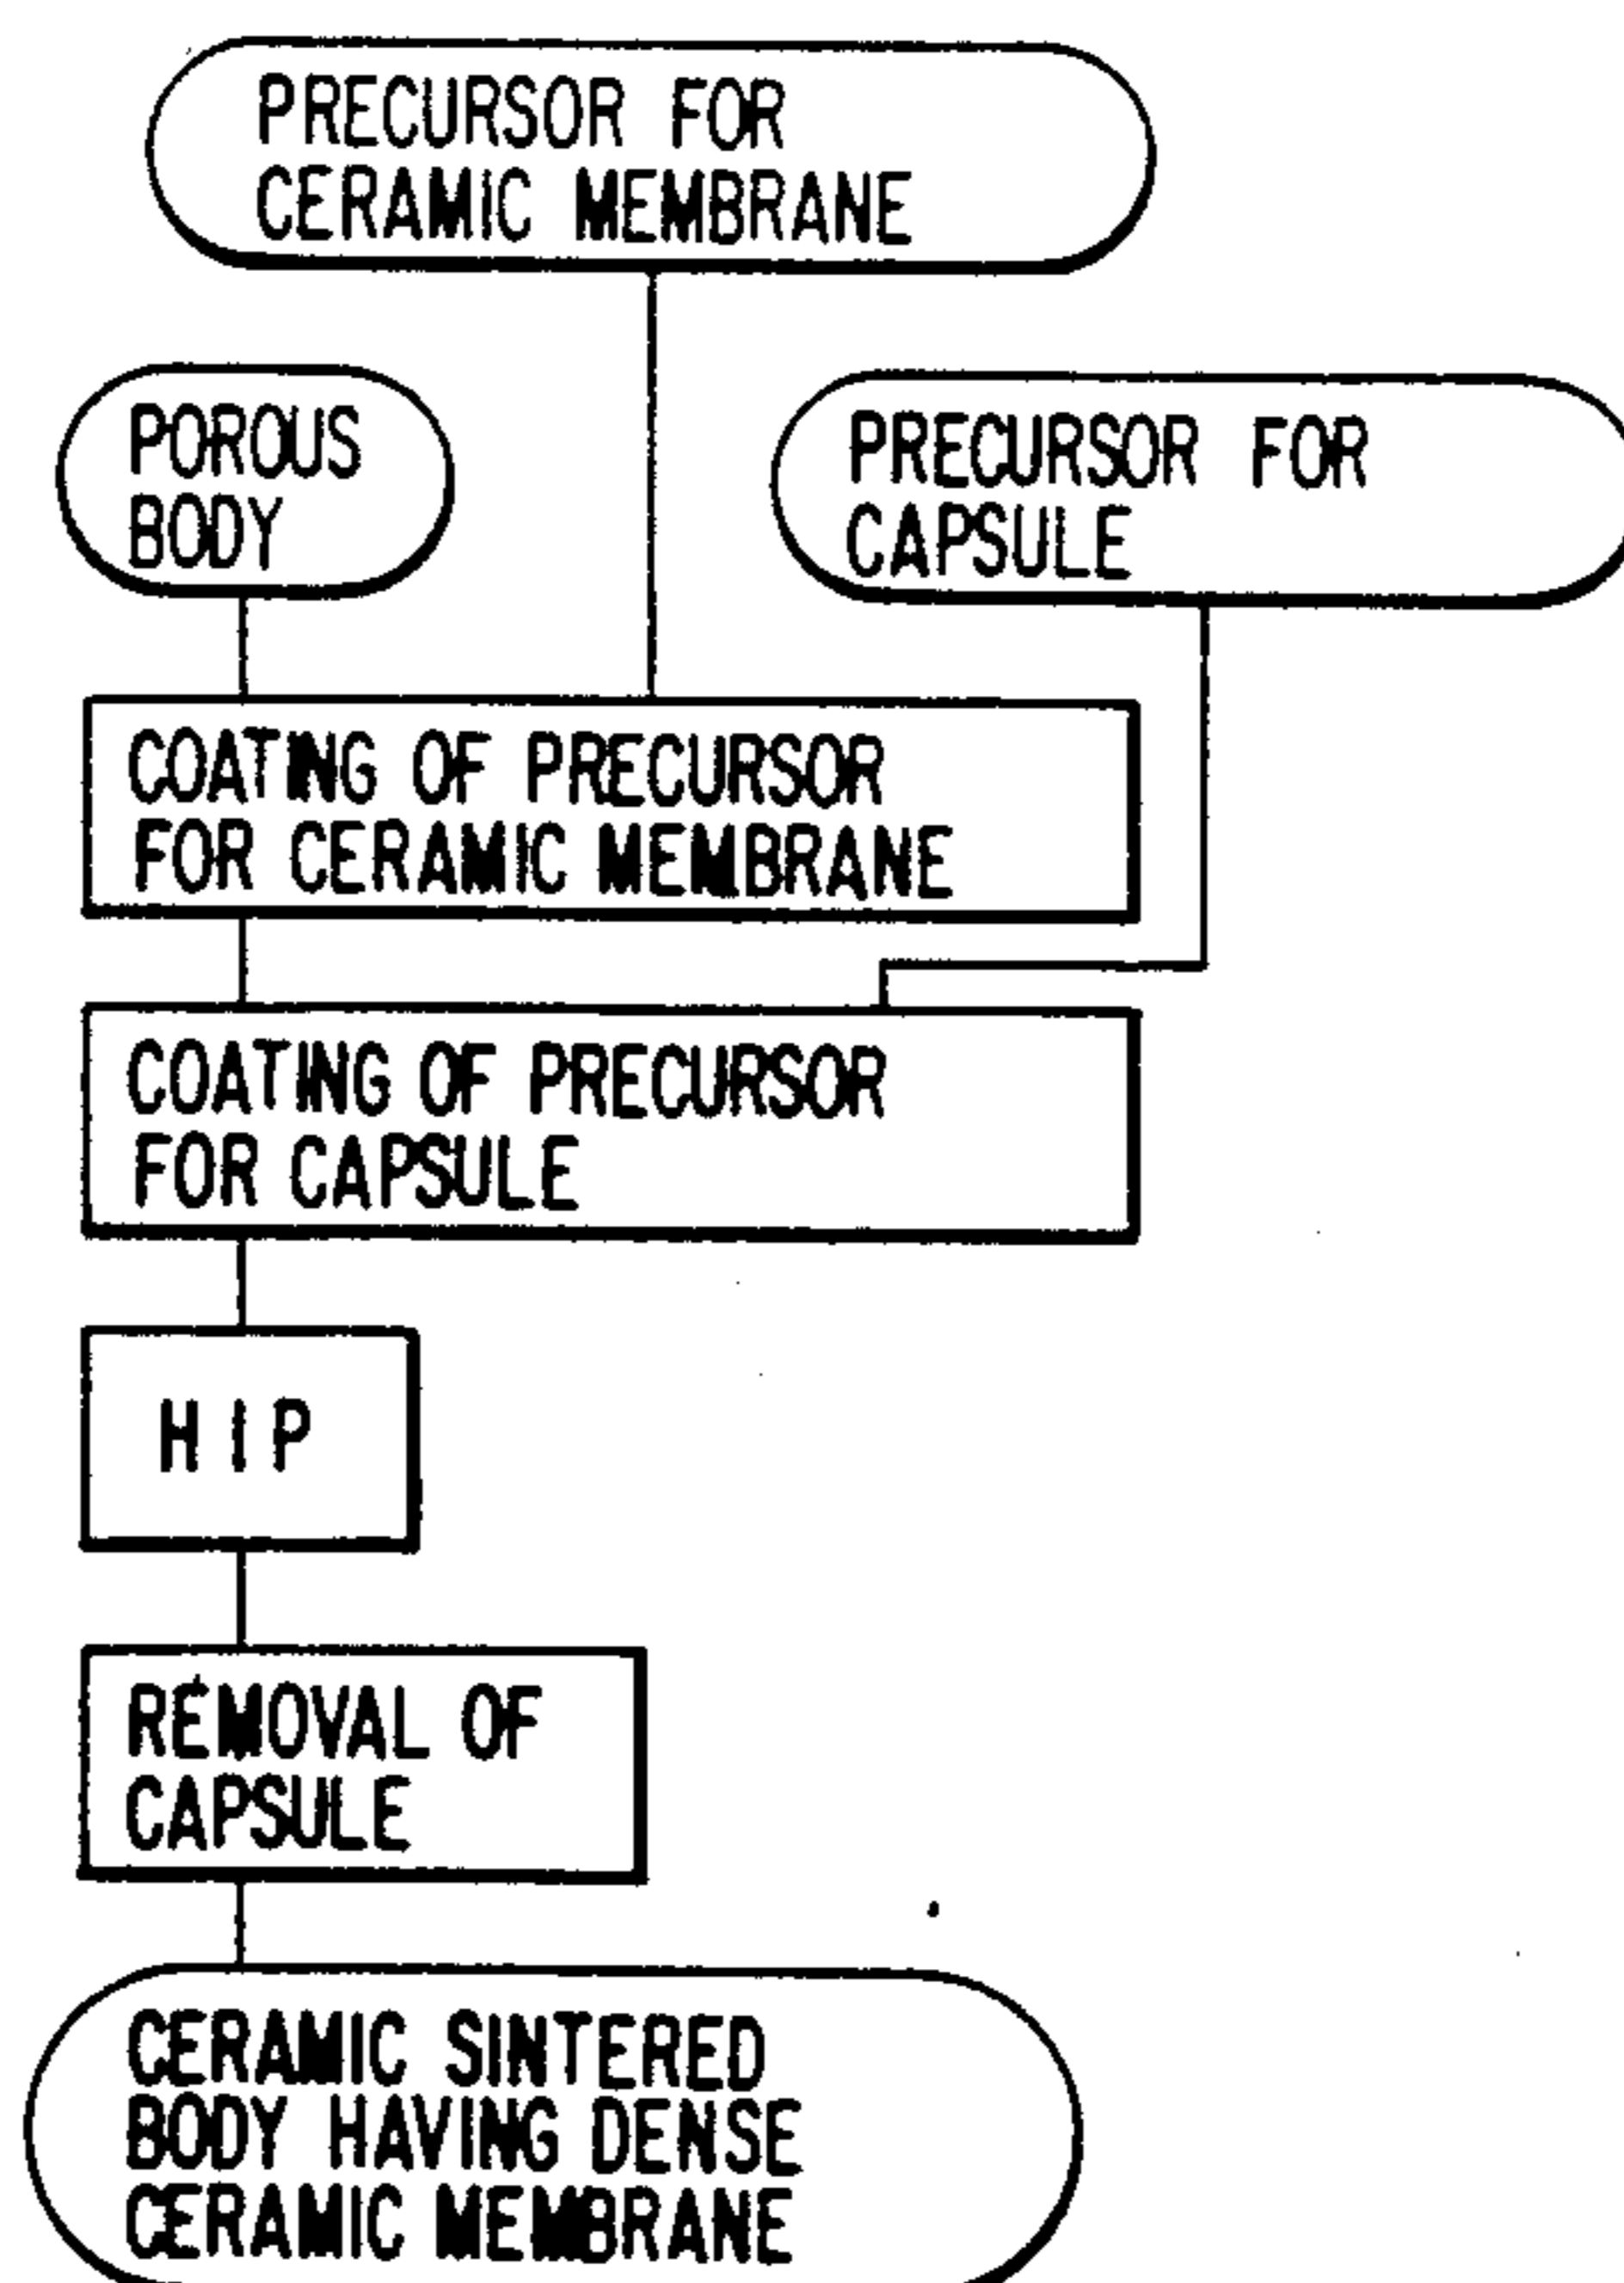 PRECURSOR FOR
CERAMIC MEMBRANE
POROUS
BODY
PRECURSOR FOR
CAPSULE
COATING OF PRECURSOR
FOR CERAMIC MEMBRANE
COATING OF PRECURSOR
FOR CAPSULE
HIP
REMOVAL OF
CAPSULE
CERAMIC SINTERED
BODY HAVING DENSE
CERAMIC MEMBRANE